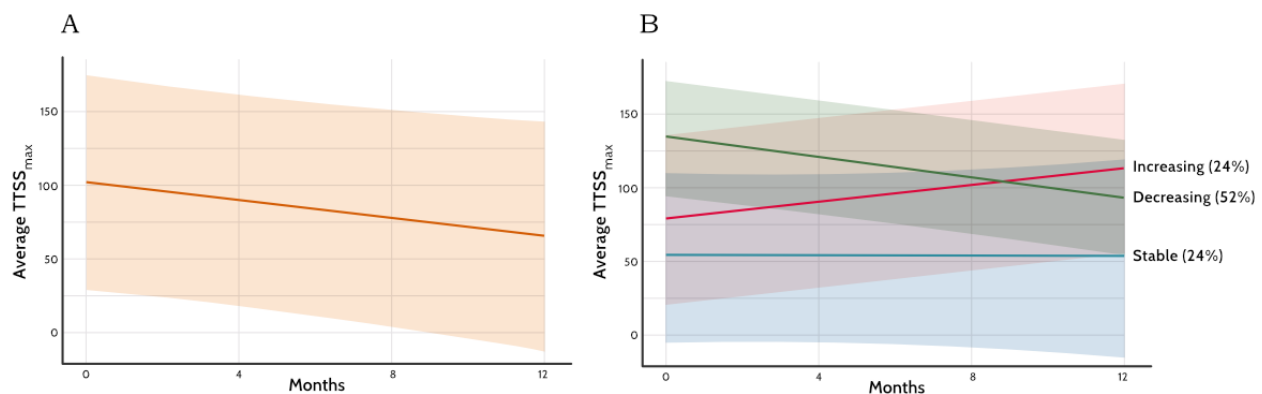 A
Average TTSSmax
150
100
50
0
0 4 8 12
Months
B
Average TTSSmax
150
100
50
0
0 4 8 12
Months
Increasing (24%)
Decreasing (52%)
Stable (24%)